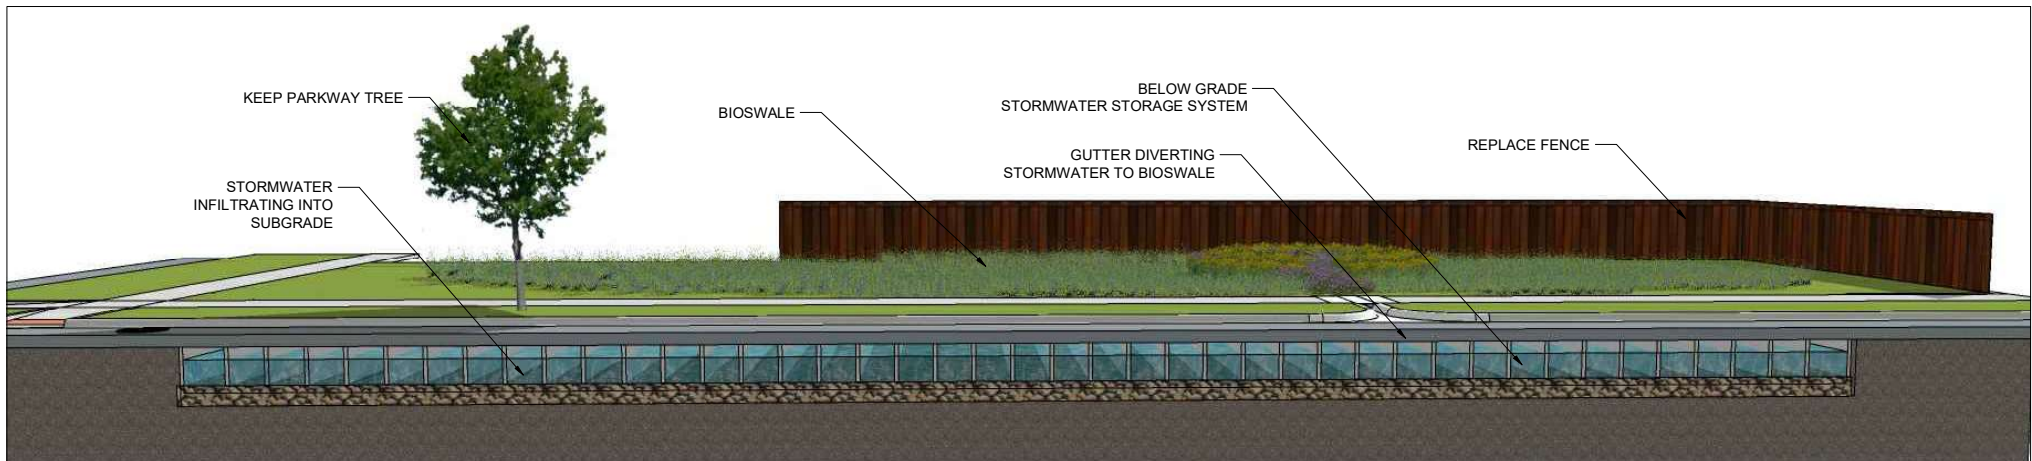 KEEP PARKWAY TREE
BIOSWALE
BELOW GRADE
STORMWATER STORAGE SYSTEM
REPLACE FENCE
GUTTER DIVERTING
STORMWATER TO BIOSWALE
STORMWATER
INFILTRATING INTO
SUBGRADE